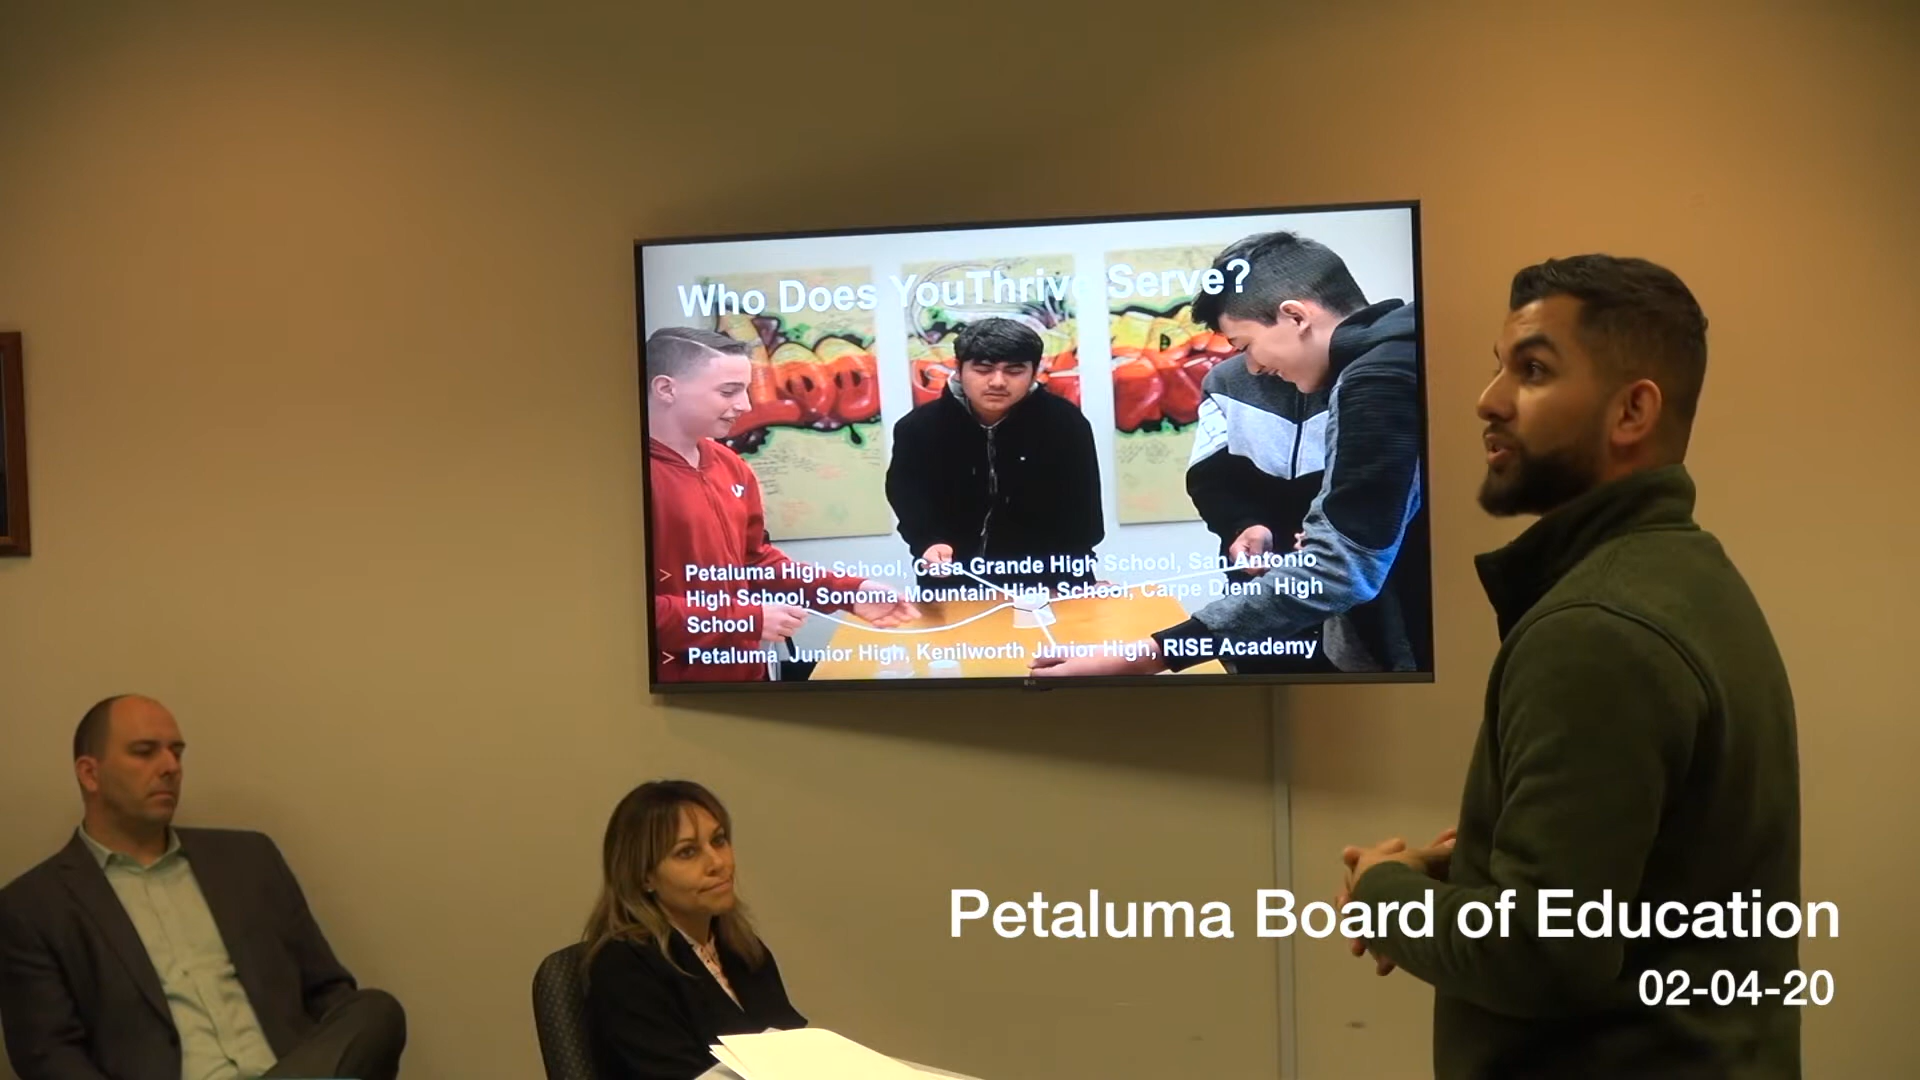 Who Does YouThrive Serve?
> Petaluma High School, Casa Grande High School, San Antonio
High School, Sonoma Mountain High School, Carpe Diem High
School
> Petaluma Junior High, Kenilworth Junior High, RISE Academy
LG
Petaluma Board of Education
02-04-20